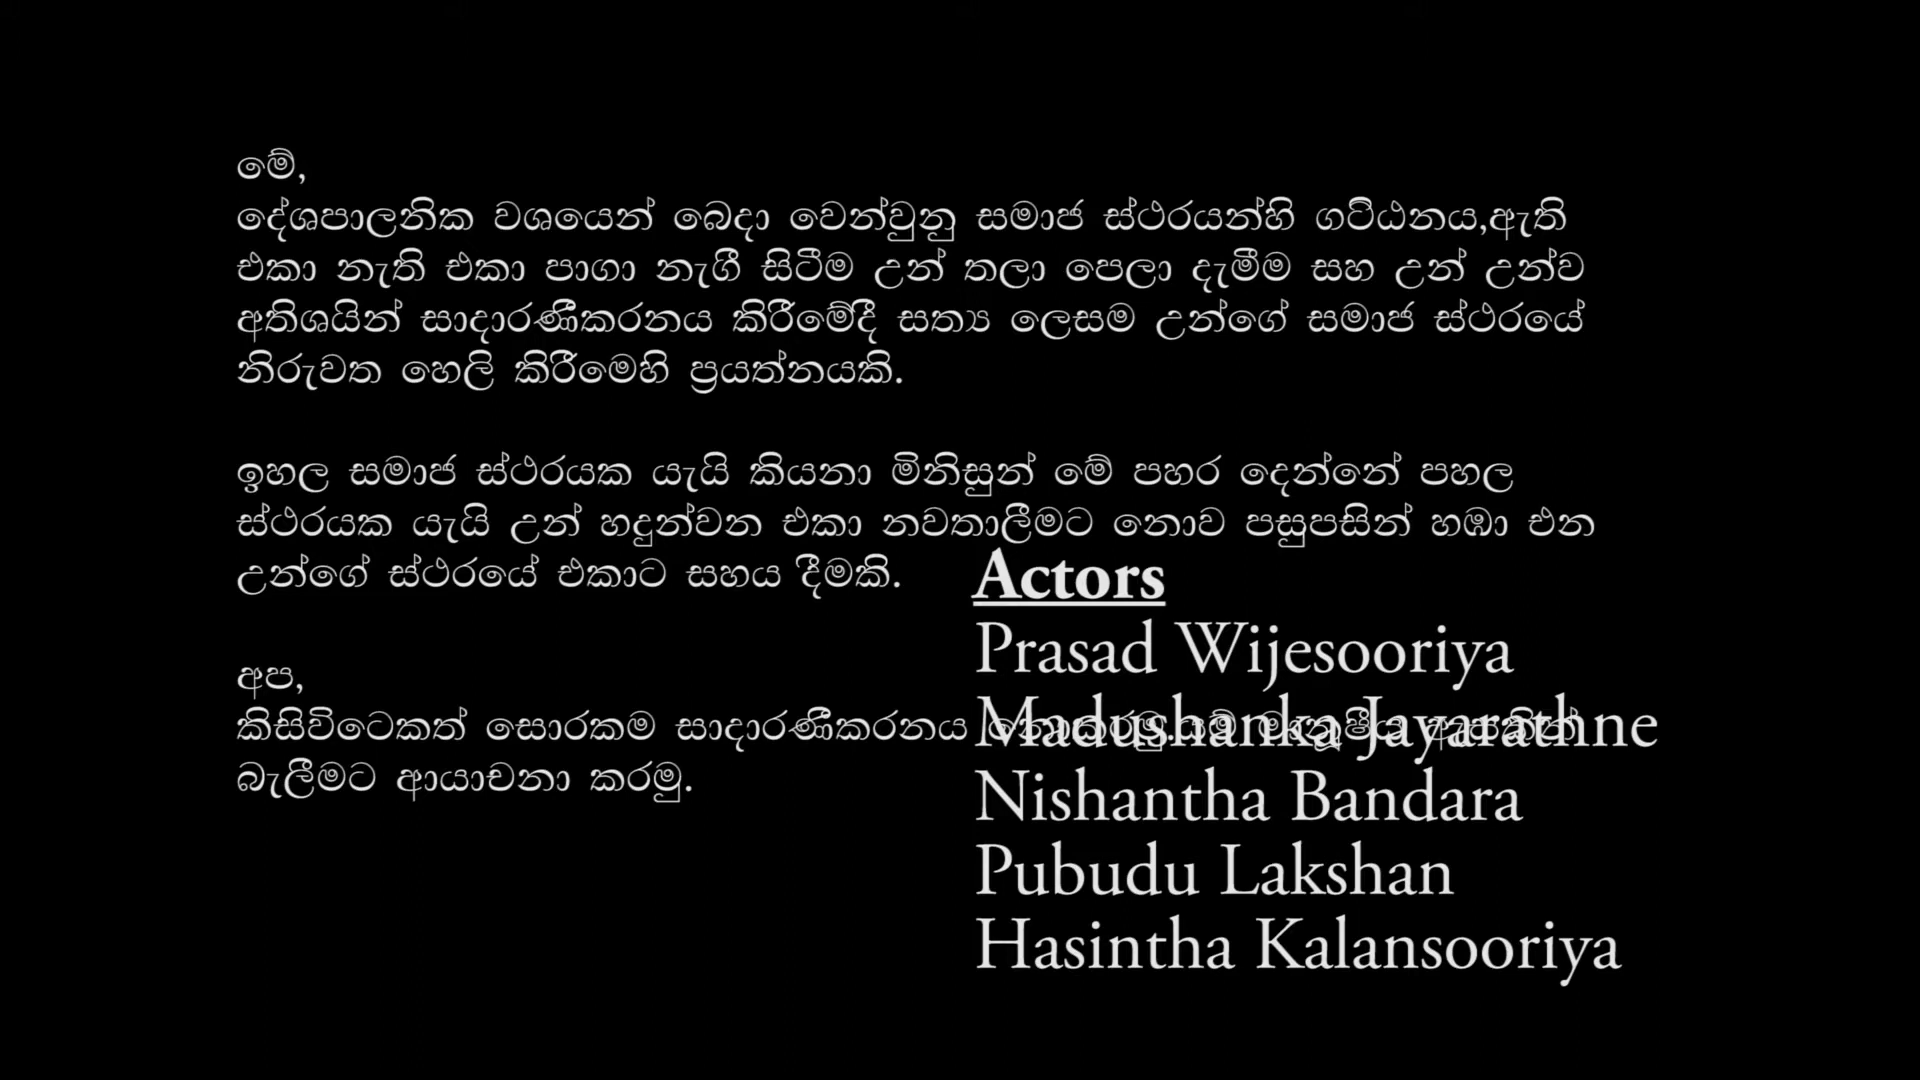 මේ,
දේශපාලනික වශයෙන් බෙදා වෙන්වුනු සමාජ ස්ථරයන්හි ගට්ඨනය,ඇති
එකා නැති එකා පාගා නැගී සිටීම උන් තලා පෙලා දැමීම සහ උන් උන්ව
අතිශයින් සාදාරණීකරනය කිරීමේදී සත්‍ය ලෙසම උන්ගේ සමාජ ස්ථරයේ
නිරුවත හෙලි කිරීමෙහි ප්‍රයත්නයකි.
ඉහල සමාජ ස්ථරයක යැයි කියනා මිනිසුන් මේ පහර දෙන්නේ පහල
ස්ථරයක යැයි උන් හදුන්වන එකා නවතාලීමට නොව පසුපසින් හඹා එන
උන්ගේ ස්ථරයේ එකාට සහය දීමකි.
අප,
කිසිවිටෙකත් සොරකම සාදාරණීකරනය
බැලීමට ආයාචනා කරමු.
Actors
Prasad Wijesooriya
Madushanka Jayarathne
Nishantha Bandara
Pubudu Lakshan
Hasintha Kalansooriya